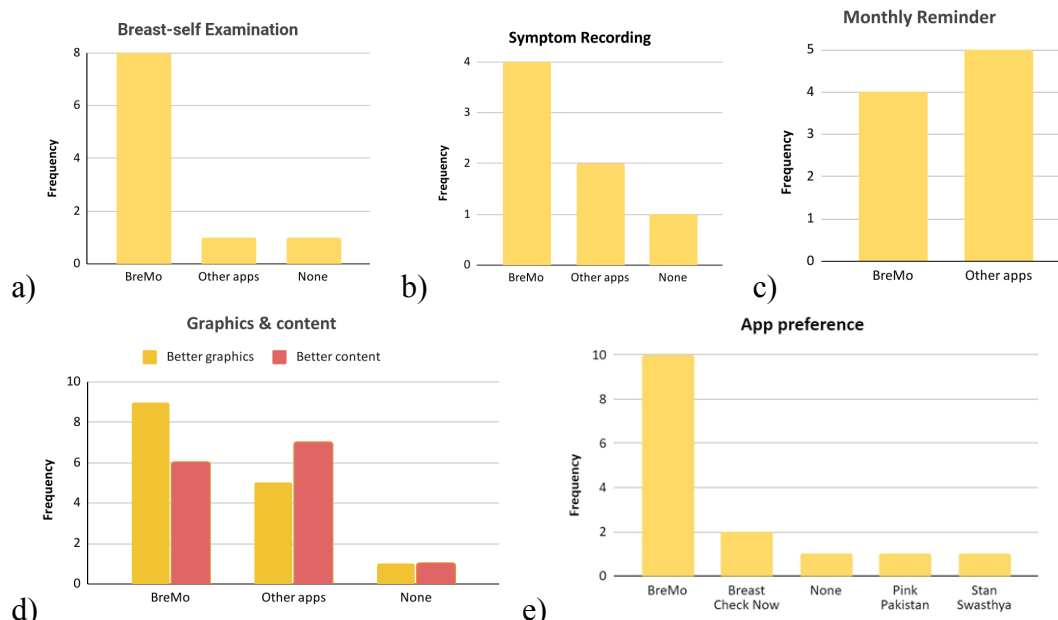 Breast-self Examination
8
6
4
2
0
Frequency
BreMo
Other apps
None
a)
Symptom Recording
4
3
2
1
0
Frequency
BreMo
Other apps
None
b)
Monthly Reminder
5
4
3
2
1
0
Frequency
BreMo
Other apps
c)
Graphics & content
Better graphics
Better content
10
8
6
4
2
0
Frequency
BreMo
Other apps
None
d)
App preference
10
8
6
4
2
0
Frequency
BreMo
Breast
Check Now
None
Pink
Pakistan
Stan
Swasthya
e)